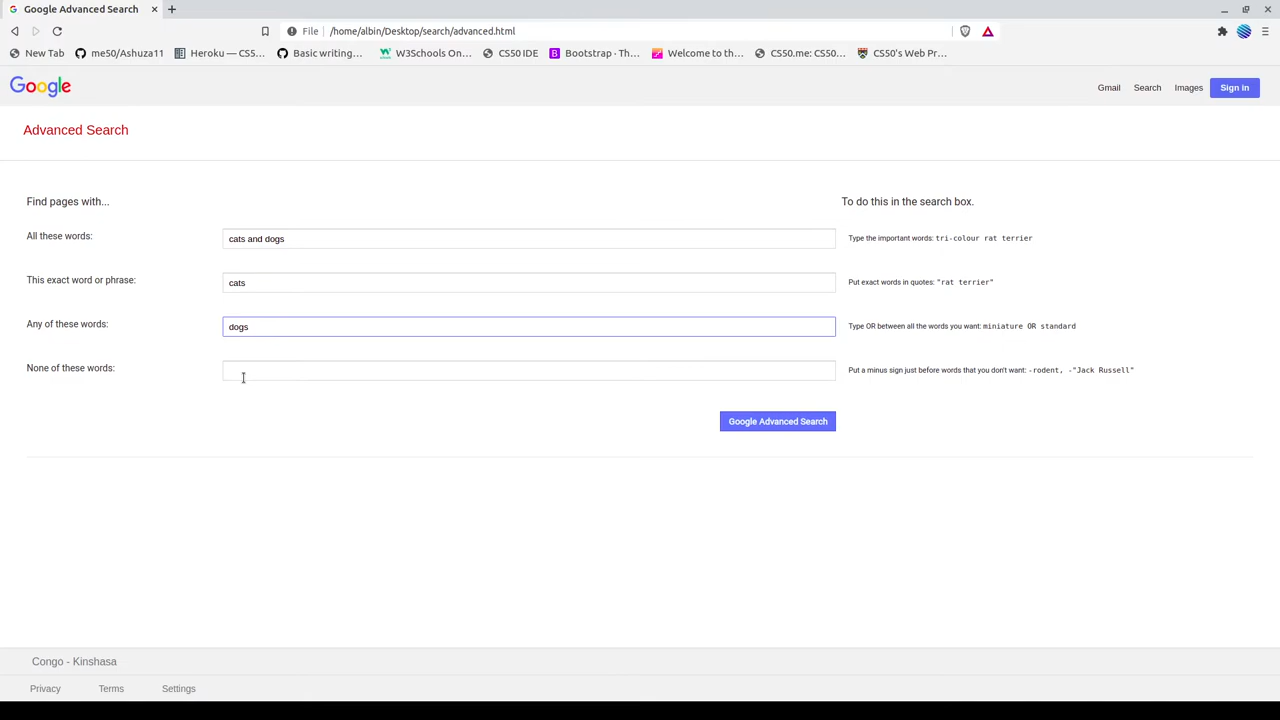 Google Advanced Search
File
/home/albin/Desktop/search/advanced.html
New Tab
me50/Ashuza11
Heroku — CS5...
Basic writing...
W3Schools On...
CS50 IDE
Bootstrap · Th...
Welcome to th...
CS50.me: CS50...
CS50's Web Pr...
Google
Gmail
Search
Images
Sign in
Advanced Search
Find pages with...
To do this in the search box.
All these words:
cats and dogs
Type the important words: tri-colour rat terrier
This exact word or phrase:
cats
Put exact words in quotes: "rat terrier"
Any of these words:
dogs
Type OR between all the words you want: miniature OR standard
None of these words:
Put a minus sign just before words that you don't want: -rodent, -"Jack Russell"
Google Advanced Search
Congo - Kinshasa
Privacy
Terms
Settings